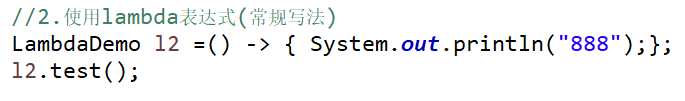 //2.使用lambda表达式(常规写法)
LambdaDemo l2 =() -> { System.out.println("888");};
l2.test();